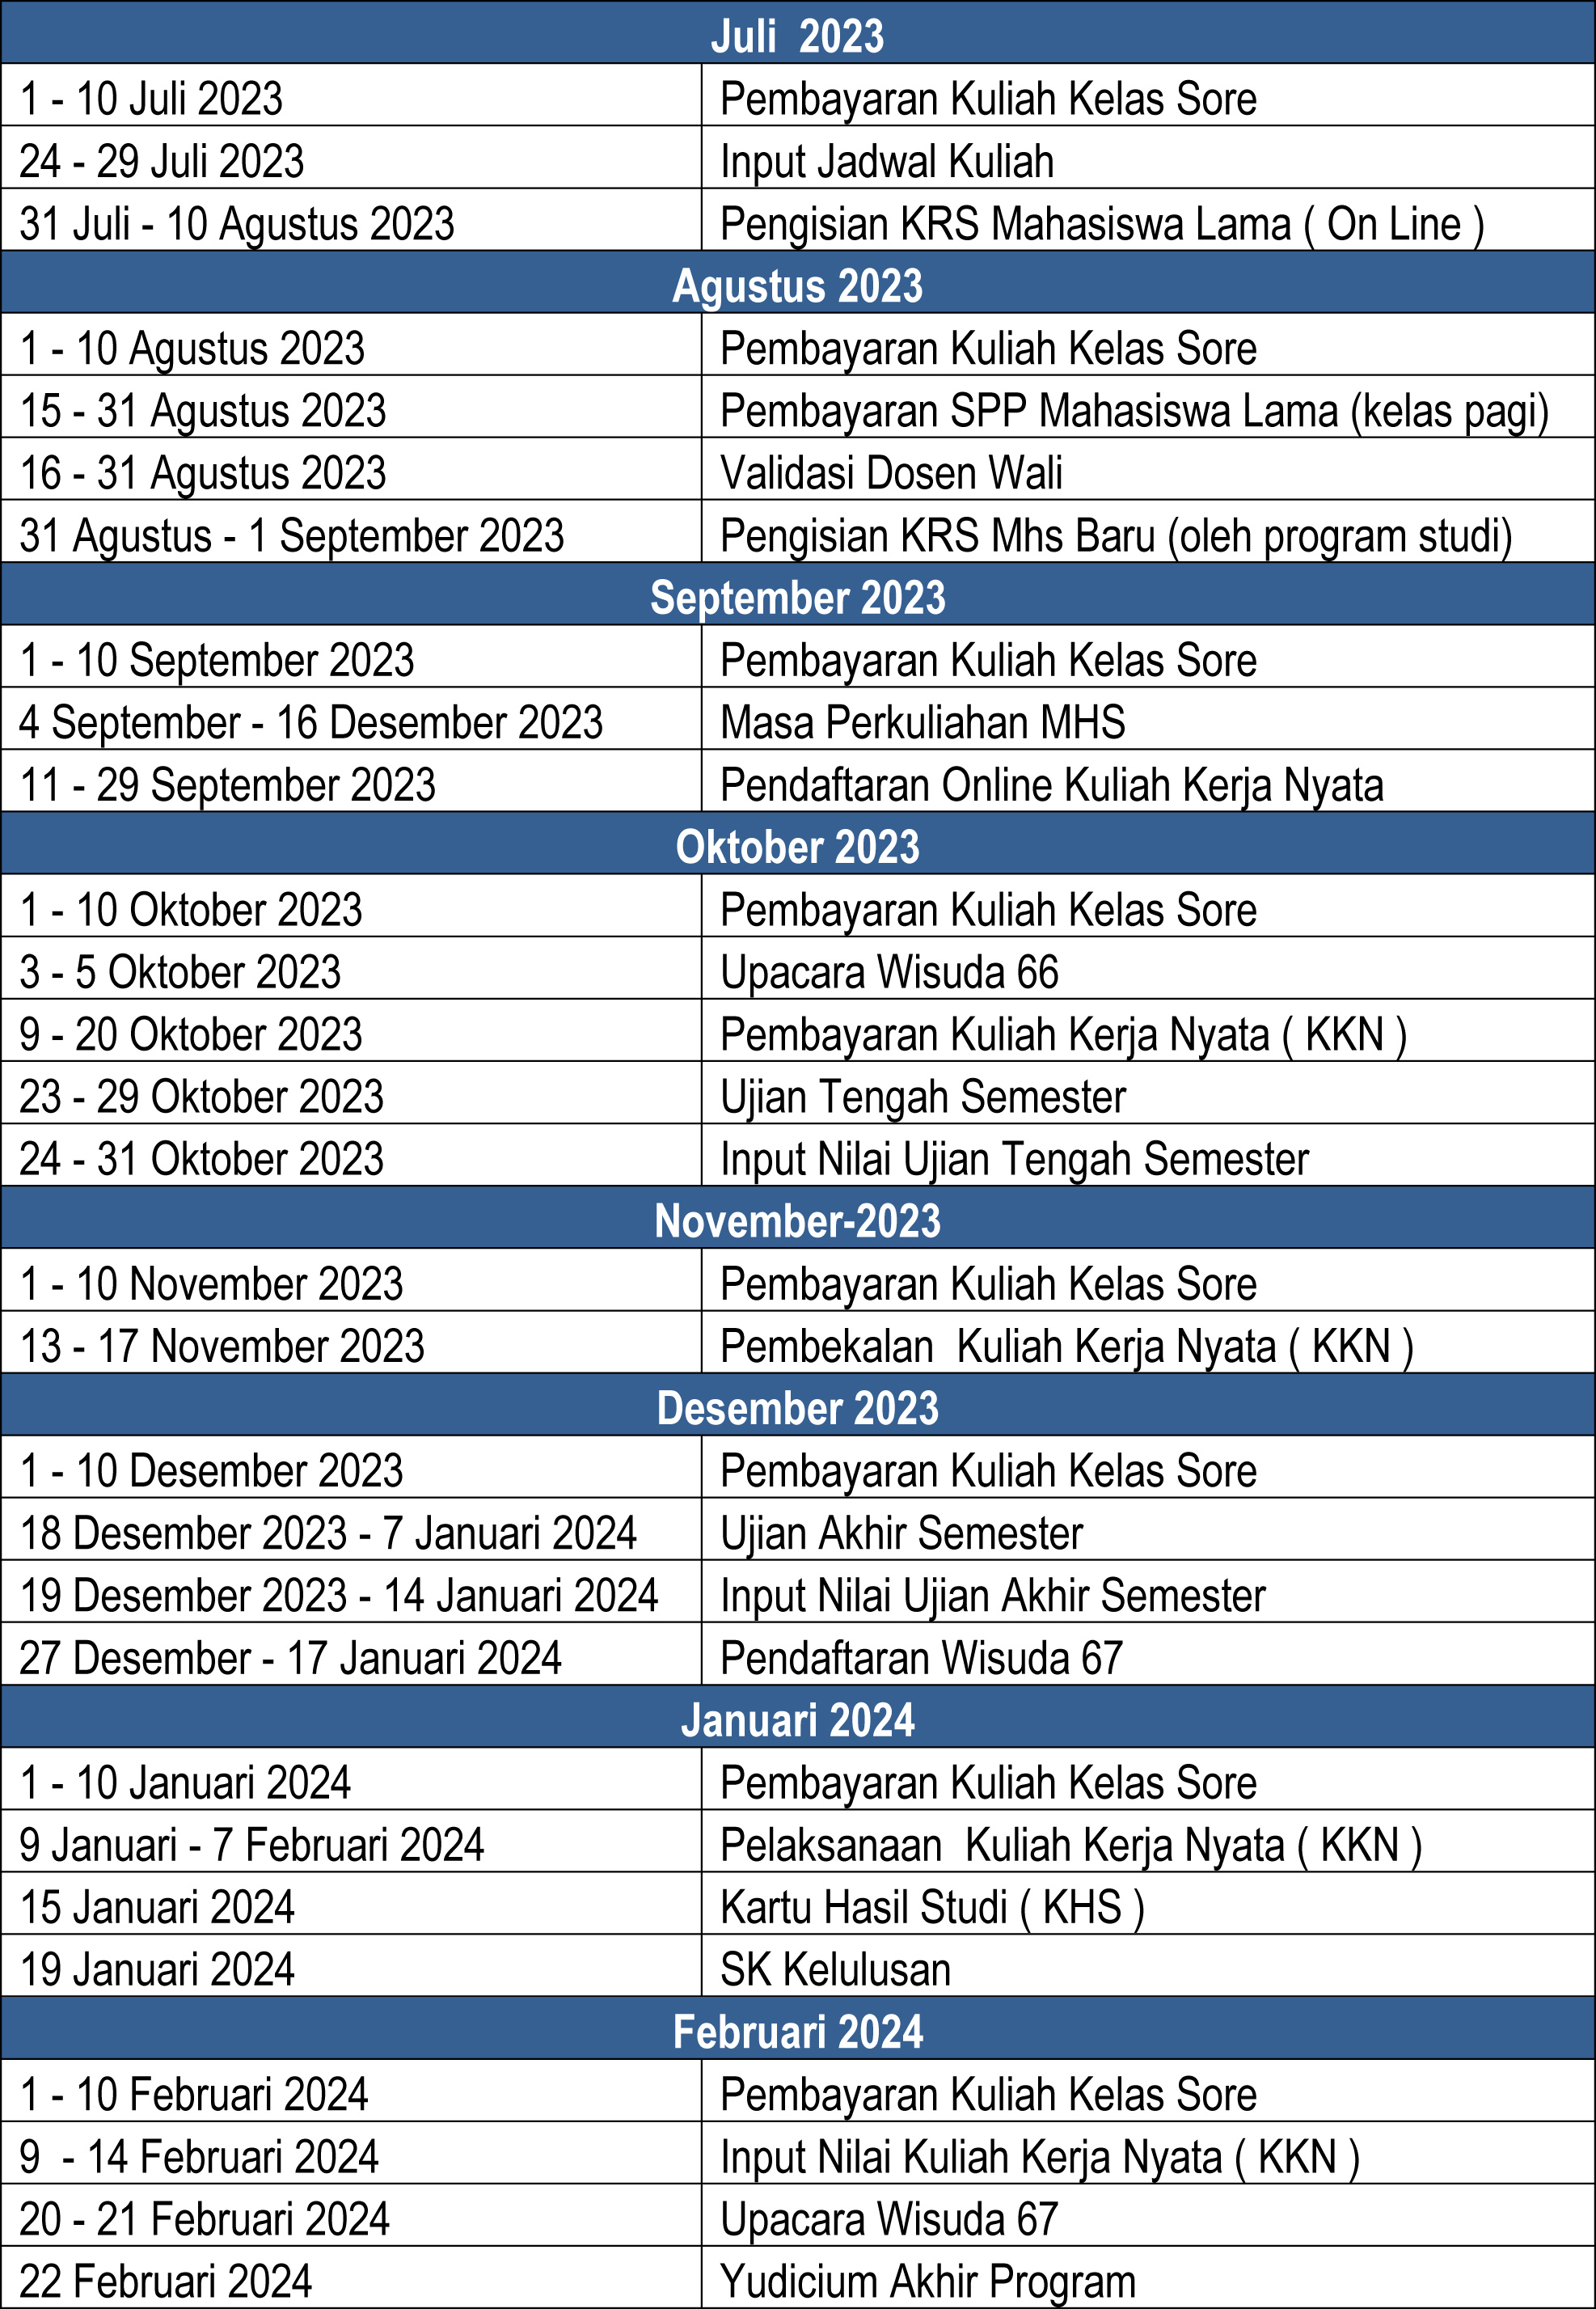 Juli  2023
1 - 10 Juli 2023 Pembayaran Kuliah Kelas Sore
24 - 29 Juli 2023 Input Jadwal Kuliah
31 Juli - 10 Agustus 2023 Pengisian KRS Mahasiswa Lama ( On Line )
Agustus 2023
1 - 10 Agustus 2023 Pembayaran Kuliah Kelas Sore
15 - 31 Agustus 2023 Pembayaran SPP Mahasiswa Lama (kelas pagi)
16 - 31 Agustus 2023 Validasi Dosen Wali
31 Agustus - 1 September 2023 Pengisian KRS Mhs Baru (oleh program studi)
September 2023
1 - 10 September 2023 Pembayaran Kuliah Kelas Sore
4 September - 16 Desember 2023 Masa Perkuliahan MHS
11 - 29 September 2023 Pendaftaran Online Kuliah Kerja Nyata
Oktober 2023
1 - 10 Oktober 2023 Pembayaran Kuliah Kelas Sore
3 - 5 Oktober 2023 Upacara Wisuda 66
9 - 20 Oktober 2023 Pembayaran Kuliah Kerja Nyata ( KKN )
23 - 29 Oktober 2023 Ujian Tengah Semester
24 - 31 Oktober 2023 Input Nilai Ujian Tengah Semester
November-2023
1 - 10 November 2023 Pembayaran Kuliah Kelas Sore
13 - 17 November 2023 Pembekalan  Kuliah Kerja Nyata ( KKN )
Desember 2023
1 - 10 Desember 2023 Pembayaran Kuliah Kelas Sore
18 Desember 2023 - 7 Januari 2024 Ujian Akhir Semester
19 Desember 2023 - 14 Januari 2024 Input Nilai Ujian Akhir Semester
27 Desember - 17 Januari 2024 Pendaftaran Wisuda 67
Januari 2024
1 - 10 Januari 2024 Pembayaran Kuliah Kelas Sore
9 Januari - 7 Februari 2024 Pelaksanaan  Kuliah Kerja Nyata ( KKN )
15 Januari 2024 Kartu Hasil Studi ( KHS )
19 Januari 2024 SK Kelulusan
Februari 2024
1 - 10 Februari 2024 Pembayaran Kuliah Kelas Sore
9  - 14 Februari 2024 Input Nilai Kuliah Kerja Nyata ( KKN )
20 - 21 Februari 2024 Upacara Wisuda 67
22 Februari 2024 Yudicium Akhir Program